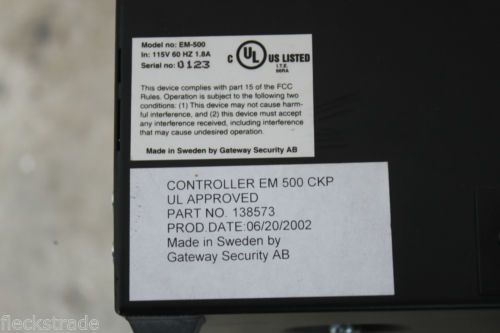 Model no: EM-500
In: 115V 60 HZ 1.8A
Serial no: 0123
C UL US LISTED
I.T.E.
96RA
This device complies with part 15 of the FCC
Rules. Operation is subject to the following two
conditions: (1) This device may not cause harm-
ful interference, and (2) this device must accept
any interference received, including interference
that may cause undesired operation.
Made in Sweden by Gateway Security AB
CONTROLLER EM 500 CKP
UL APPROVED
PART NO. 138573
PROD.DATE:06/20/2002
Made in Sweden by
Gateway Security AB
fleckstrade